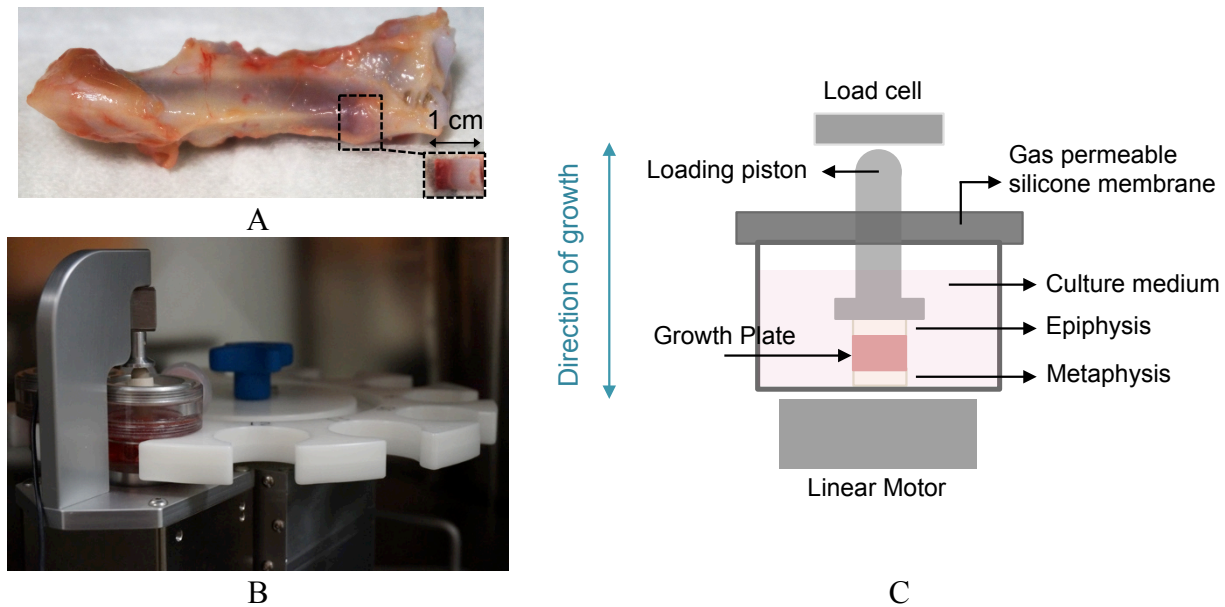 1 cm
A
B
Direction of growth
Load cell
Loading piston
Gas permeable
silicone membrane
Culture medium
Growth Plate
Epiphysis
Metaphysis
Linear Motor
C